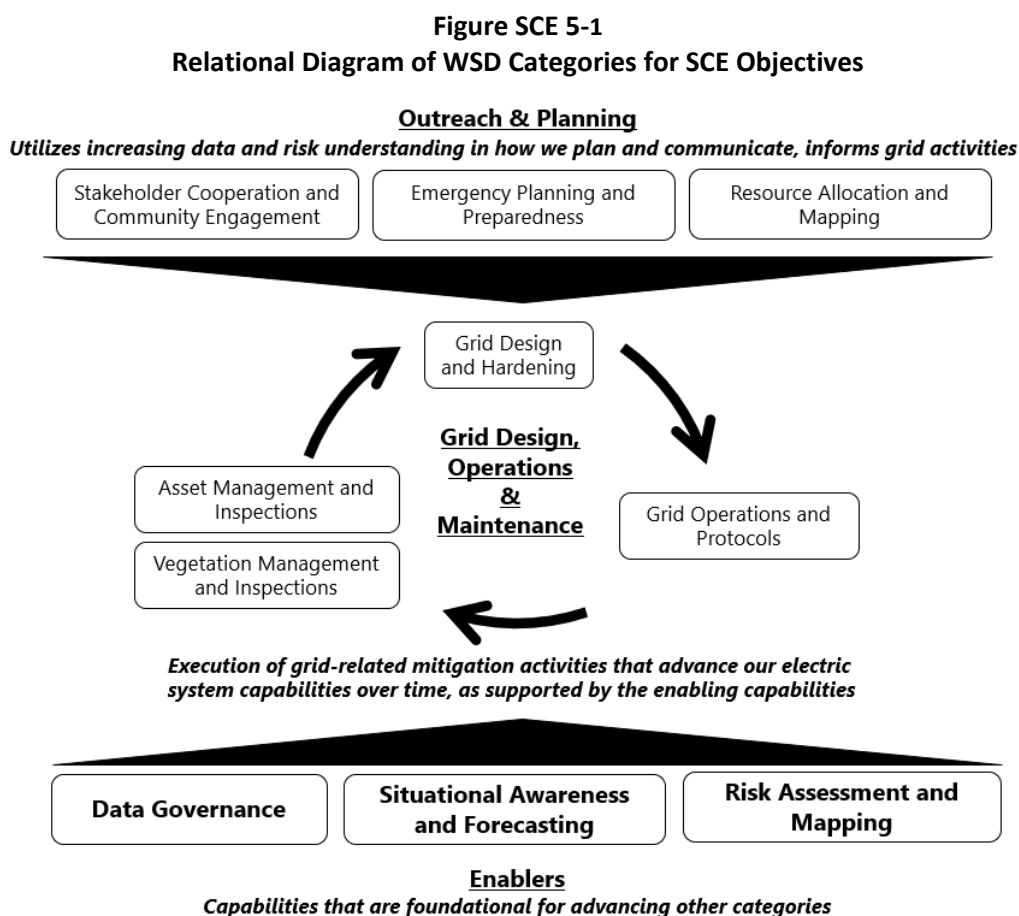 Figure SCE 5-1
Relational Diagram of WSD Categories for SCE Objectives
Outreach & Planning
Utilizes increasing data and risk understanding in how we plan and communicate, informs grid activities
Stakeholder Cooperation and
Community Engagement
Emergency Planning and
Preparedness
Resource Allocation and
Mapping
Grid Design
and Hardening
Grid Design,
Operations
&
Maintenance
Asset Management and
Inspections
Vegetation Management
and Inspections
Grid Operations and
Protocols
Execution of grid-related mitigation activities that advance our electric
system capabilities over time, as supported by the enabling capabilities
Data Governance
Situational Awareness
and Forecasting
Risk Assessment and
Mapping
Enablers
Capabilities that are foundational for advancing other categories